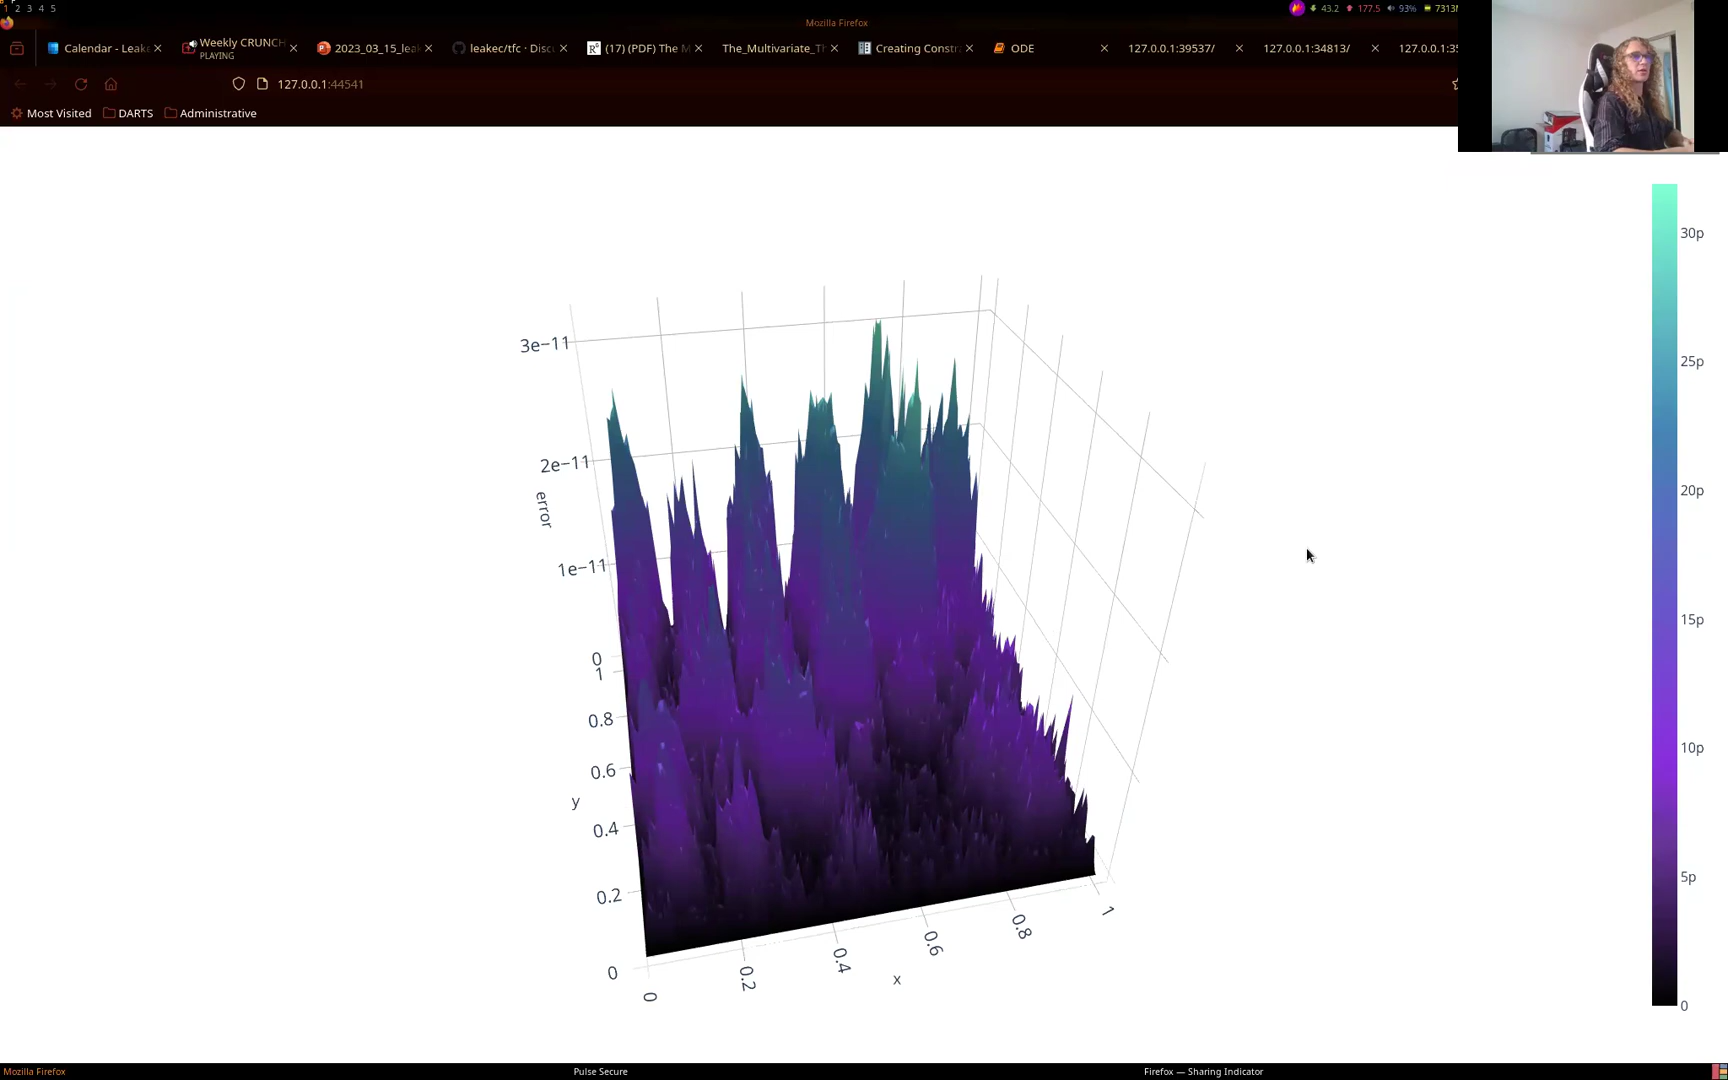 1 2 3 4 5
43.2 177.5 93% 7313M
Mozilla Firefox
Calendar - Leak
Weekly CRUNCH
PLAYING
2023_03_15_lea
leakec/tfc · Disc
(17) (PDF) The M
The_Multivariate_T
Creating Constr
ODE
127.0.0.1:39537/
127.0.0.1:34813/
127.0.0.1:35
127.0.0.1:44541
Most Visited
DARTS
Administrative
3e−11
2e−11
error
1e−11
0
1
0.8
0.6
y
0.4
0.2
0
0
0.2
0.4
x
0.6
0.8
1
30p
25p
20p
15p
10p
5p
0
Mozilla Firefox
Pulse Secure
Firefox — Sharing Indicator